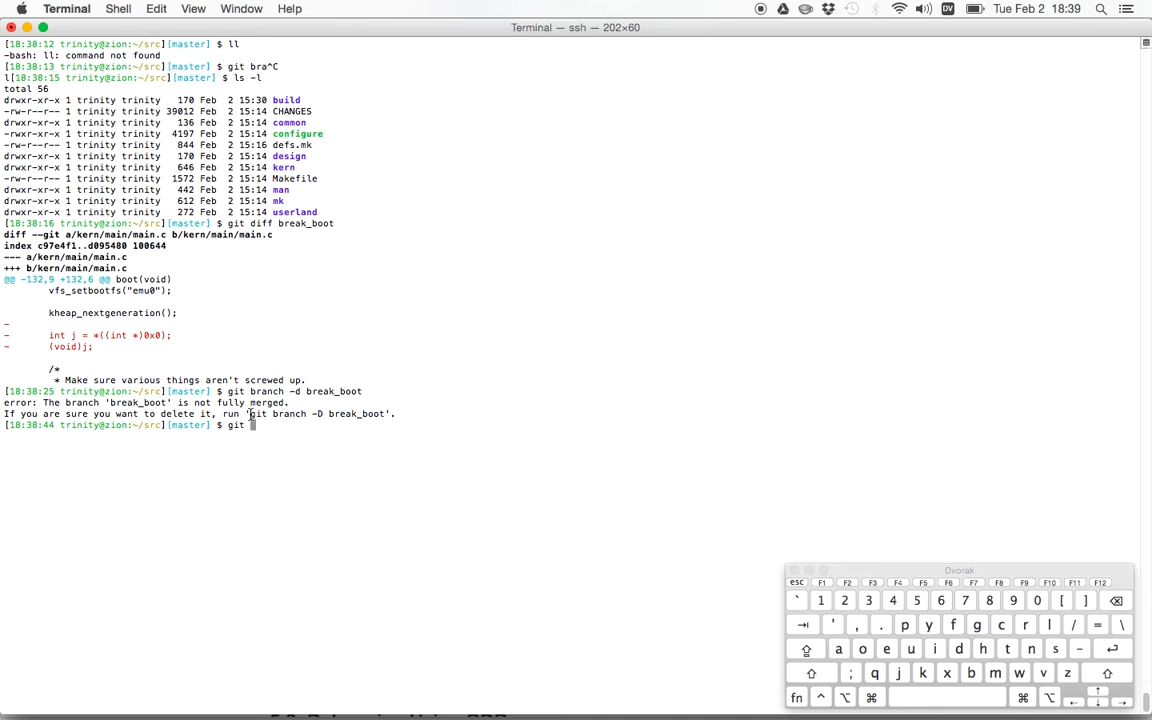 Terminal Shell Edit View Window Help DV Tue Feb 2 18:39
Terminal — ssh — 202×60
[18:38:12 trinity@zion:~/src][master] $ ll
-bash: ll: command not found
[18:38:13 trinity@zion:~/src][master] $ git bra^C
l[18:38:15 trinity@zion:~/src][master] $ ls -l
total 56
drwxr-xr-x 1 trinity trinity 170 Feb 2 15:30 build
-rw-r--r-- 1 trinity trinity 39012 Feb 2 15:14 CHANGES
drwxr-xr-x 1 trinity trinity 136 Feb 2 15:14 common
-rwxr-xr-x 1 trinity trinity 4197 Feb 2 15:14 configure
-rw-r--r-- 1 trinity trinity 844 Feb 2 15:16 defs.mk
drwxr-xr-x 1 trinity trinity 170 Feb 2 15:14 design
drwxr-xr-x 1 trinity trinity 646 Feb 2 15:14 kern
-rw-r--r-- 1 trinity trinity 1572 Feb 2 15:14 Makefile
drwxr-xr-x 1 trinity trinity 442 Feb 2 15:14 man
drwxr-xr-x 1 trinity trinity 612 Feb 2 15:14 mk
drwxr-xr-x 1 trinity trinity 272 Feb 2 15:14 userland
[18:38:16 trinity@zion:~/src][master] $ git diff break_boot
diff --git a/kern/main/main.c b/kern/main/main.c
index c97e4f1..d095480 100644
--- a/kern/main/main.c
+++ b/kern/main/main.c
@@ -132,9 +132,6 @@ boot(void)
vfs_setbootfs("emu0");
kheap_nextgeneration();
-
- int j = *((int *)0x0);
- (void)j;
/*
* Make sure various things aren't screwed up.
[18:38:25 trinity@zion:~/src][master] $ git branch -d break_boot
error: The branch 'break_boot' is not fully merged.
If you are sure you want to delete it, run 'git branch -D break_boot'.
[18:38:44 trinity@zion:~/src][master] $ git
Dvorak
esc F1 F2 F3 F4 F5 F6 F7 F8 F9 F10 F11 F12
` 1 2 3 4 5 6 7 8 9 0 [ ]
' , . p y f g c r l / = \
a o e u i d h t n s -
; q j k x b m w v z
fn